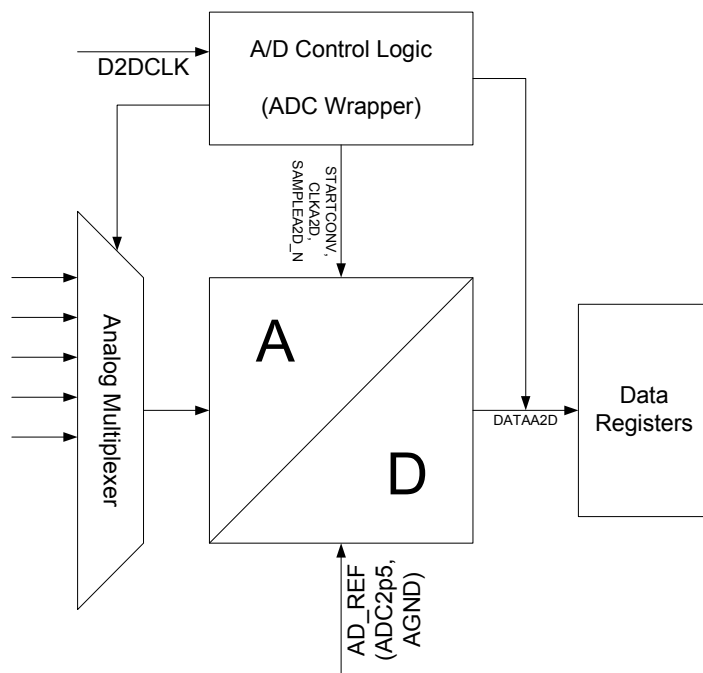 A/D Control Logic
D2DCLK
(ADC Wrapper)
STARTCONV,
CLKA2D,
SAMPLEA2D_N
Analog Multiplexer
A
D
DATAA2D
Data
Registers
AD_REF
(ADC2p5,
AGND)